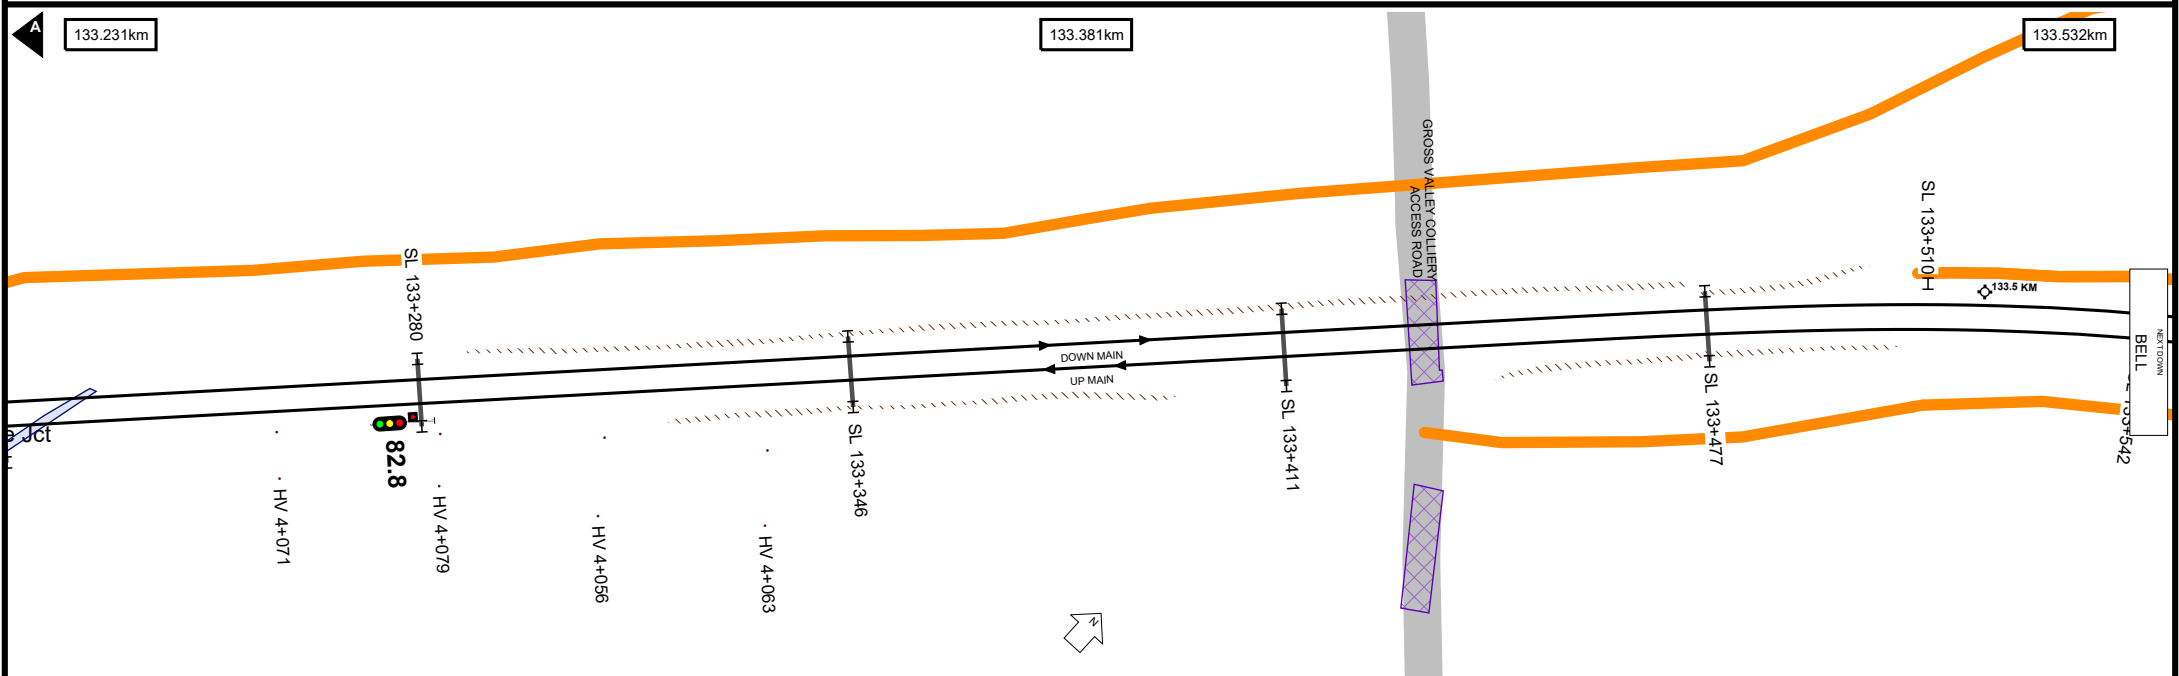 A
133.231km
133.381km
133.532km
GROSS VALLEY COLLIERY
ACCESS ROAD
SL 133+510
133.5 KM
SL 133+280
DOWN MAIN
UP MAIN
NEXT DOWN
BELL
82.8
Jct
SL 133+346
SL 133+411
SL 133+477
133+542
HV 4+071
HV 4+079
HV 4+056
HV 4+063
N